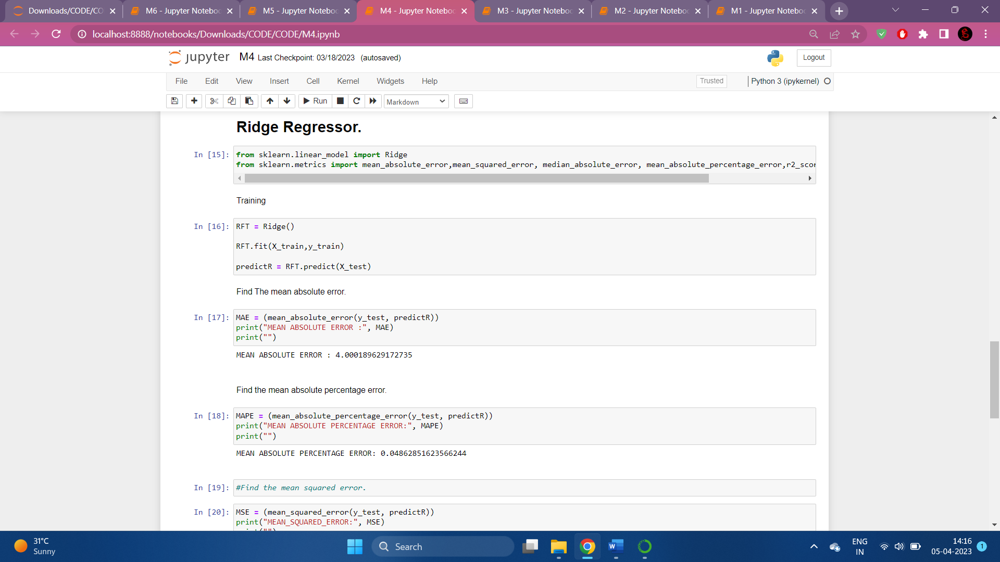 Downloads/CODE/CO
M6 - Jupyter Noteboo
M5 - Jupyter Noteboo
M4 - Jupyter Noteboo
M3 - Jupyter Noteboo
M2 - Jupyter Noteboo
M1 - Jupyter Noteboo
localhost:8888/notebooks/Downloads/CODE/CODE/M4.ipynb
jupyter M4 Last Checkpoint: 03/18/2023 (autosaved)
Logout
File Edit View Insert Cell Kernel Widgets Help
Trusted
Python 3 (ipykernel)
Run
Markdown
Ridge Regressor.
In [15]: from sklearn.linear_model import Ridge
from sklearn.metrics import mean_absolute_error,mean_squared_error, median_absolute_error, mean_absolute_percentage_error,r2_scor
Training
In [16]: RFT = Ridge()
RFT.fit(X_train,y_train)
predictR = RFT.predict(X_test)
Find The mean absolute error.
In [17]: MAE = (mean_absolute_error(y_test, predictR))
print("MEAN ABSOLUTE ERROR :", MAE)
print("")
MEAN ABSOLUTE ERROR : 4.000189629172735
Find the mean absolute percentage error.
In [18]: MAPE = (mean_absolute_percentage_error(y_test, predictR))
print("MEAN ABSOLUTE PERCENTAGE ERROR:", MAPE)
print("")
MEAN ABSOLUTE PERCENTAGE ERROR: 0.04862851623566244
In [19]: #Find the mean squared error.
In [20]: MSE = (mean_squared_error(y_test, predictR))
print("MEAN_SQUARED_ERROR:", MSE)
31°C
Sunny
Search
ENG
IN
14:16
05-04-2023
1